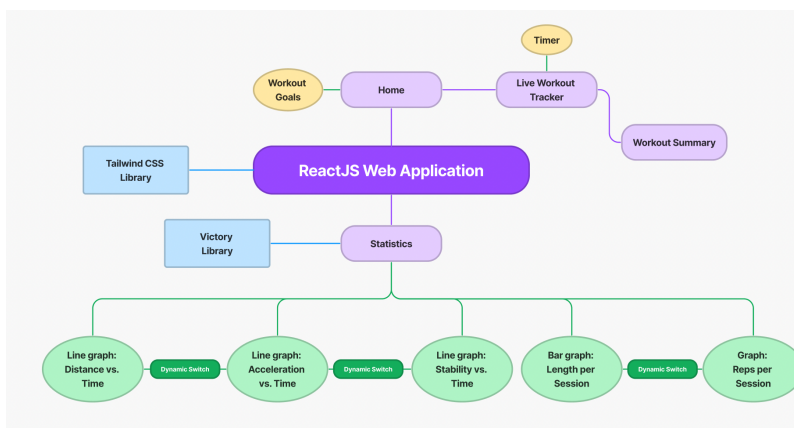 Timer
Workout
Goals
Home
Live Workout
Tracker
Workout Summary
Tailwind CSS
Library
ReactJS Web Application
Victory
Library
Statistics
Line graph:
Distance vs.
Time
Dynamic Switch
Line graph:
Acceleration
vs. Time
Dynamic Switch
Line graph:
Stability vs.
Time
Bar graph:
Length per
Session
Dynamic Switch
Graph:
Reps per
Session